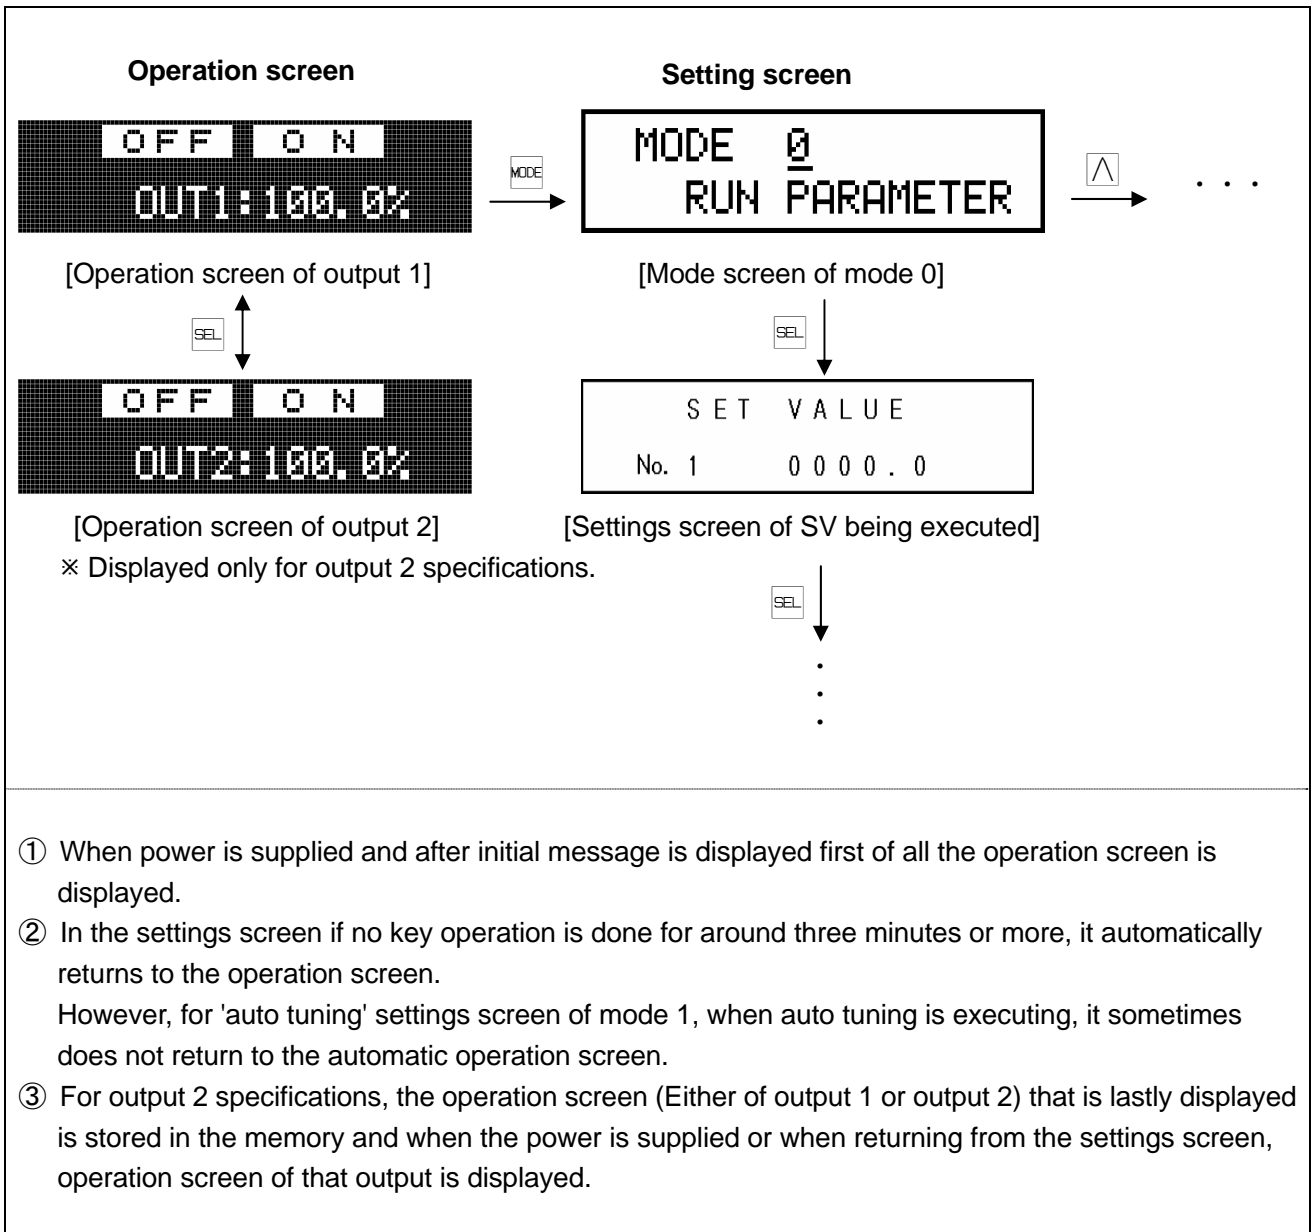 Operation screen
Setting screen
OFF ON
OUT1:100.0%
MODE
MODE 0
RUN PARAMETER
∧
・・・
[Operation screen of output 1]
[Mode screen of mode 0]
SEL
SEL
OFF ON
OUT2:100.0%
SET VALUE
No. 1 0000.0
[Operation screen of output 2]
[Settings screen of SV being executed]
※ Displayed only for output 2 specifications.
SEL
・
・
・
① When power is supplied and after initial message is displayed first of all the operation screen is
displayed.
② In the settings screen if no key operation is done for around three minutes or more, it automatically
returns to the operation screen.
However, for 'auto tuning' settings screen of mode 1, when auto tuning is executing, it sometimes
does not return to the automatic operation screen.
③ For output 2 specifications, the operation screen (Either of output 1 or output 2) that is lastly displayed
is stored in the memory and when the power is supplied or when returning from the settings screen,
operation screen of that output is displayed.